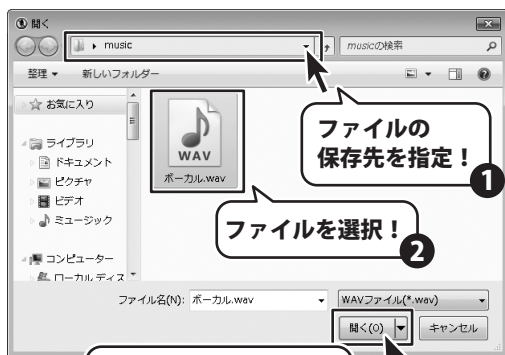 開く
music
musicの検索
整理
新しいフォルダー
お気に入り
ライブラリ
ドキュメント
ピクチャ
ビデオ
ミュージック
コンピューター
ローカル ディス
WAV
ボーカル.wav
ファイルの
保存先を指定！
1
ファイルを選択！
2
ファイル名(N): ボーカル.wav
WAVファイル(*.wav)
開く(O)
キャンセル